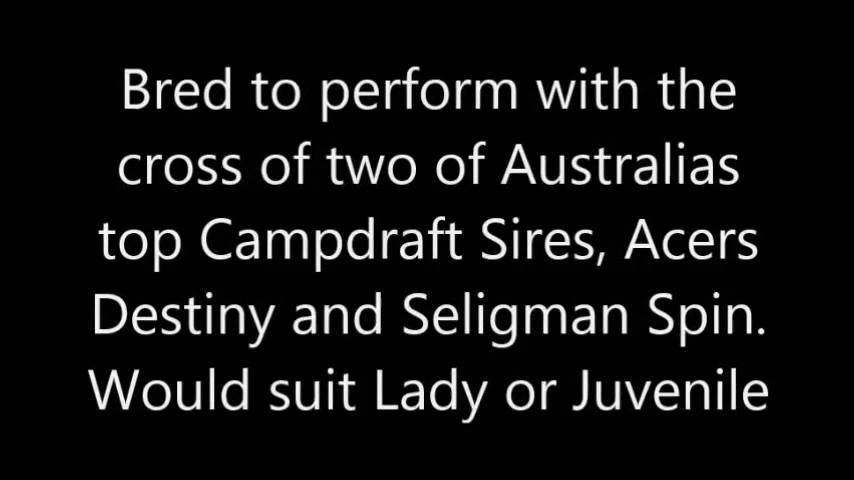 Bred to perform with the
cross of two of Australias
top Campdraft Sires, Acers
Destiny and Seligman Spin.
Would suit Lady or Juvenile